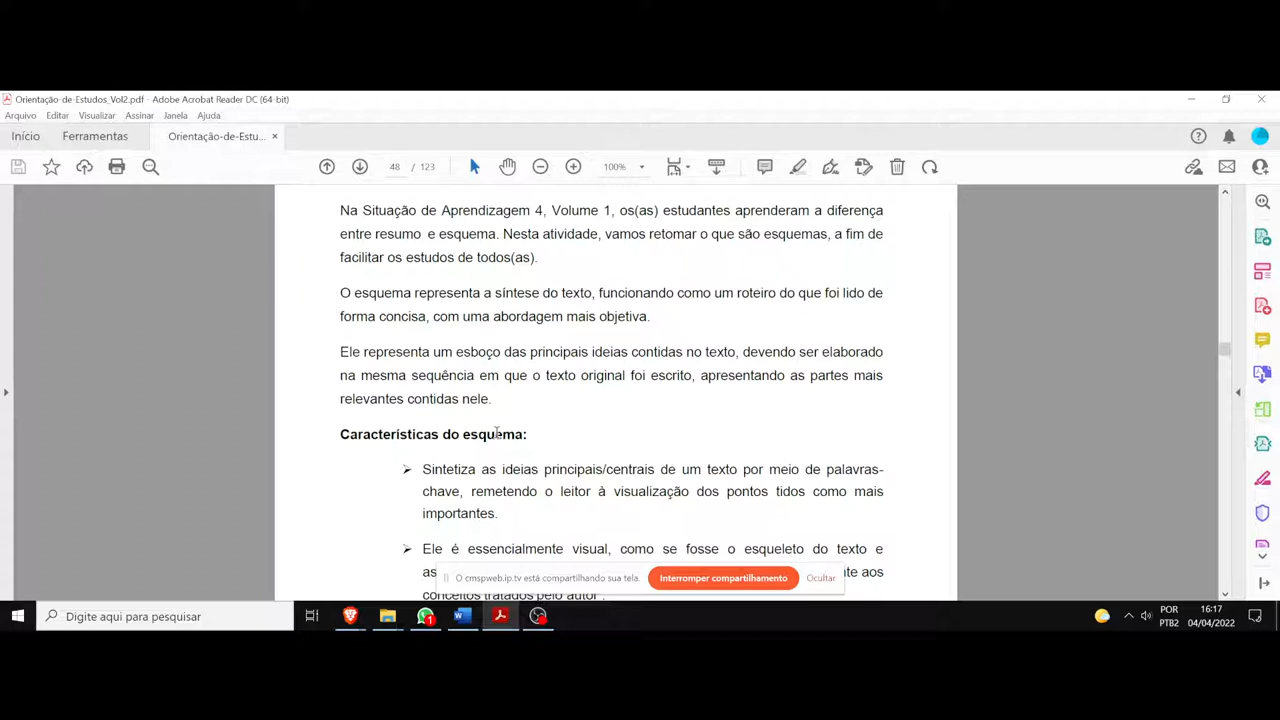 Orientação-de-Estudos_Vol2.pdf - Adobe Acrobat Reader DC (64-bit)
Arquivo Editar Visualizar Assinar Janela Ajuda
Início Ferramentas Orientação-de-Estu... ×
48 / 123 100%
Na Situação de Aprendizagem 4, Volume 1, os(as) estudantes aprenderam a diferença
entre resumo e esquema. Nesta atividade, vamos retomar o que são esquemas, a fim de
facilitar os estudos de todos(as).
O esquema representa a síntese do texto, funcionando como um roteiro do que foi lido de
forma concisa, com uma abordagem mais objetiva.
Ele representa um esboço das principais ideias contidas no texto, devendo ser elaborado
na mesma sequência em que o texto original foi escrito, apresentando as partes mais
relevantes contidas nele.
Características do esquema:
Sintetiza as ideias principais/centrais de um texto por meio de palavras-
chave, remetendo o leitor à visualização dos pontos tidos como mais
importantes.
Ele é essencialmente visual, como se fosse o esqueleto do texto e
aos
conceitos tratados pelo autor
O cmspweb.ip.tv está compartilhando sua tela. Interromper compartilhamento Ocultar
Digite aqui para pesquisar
1
POR
PTB2
16:17
04/04/2022